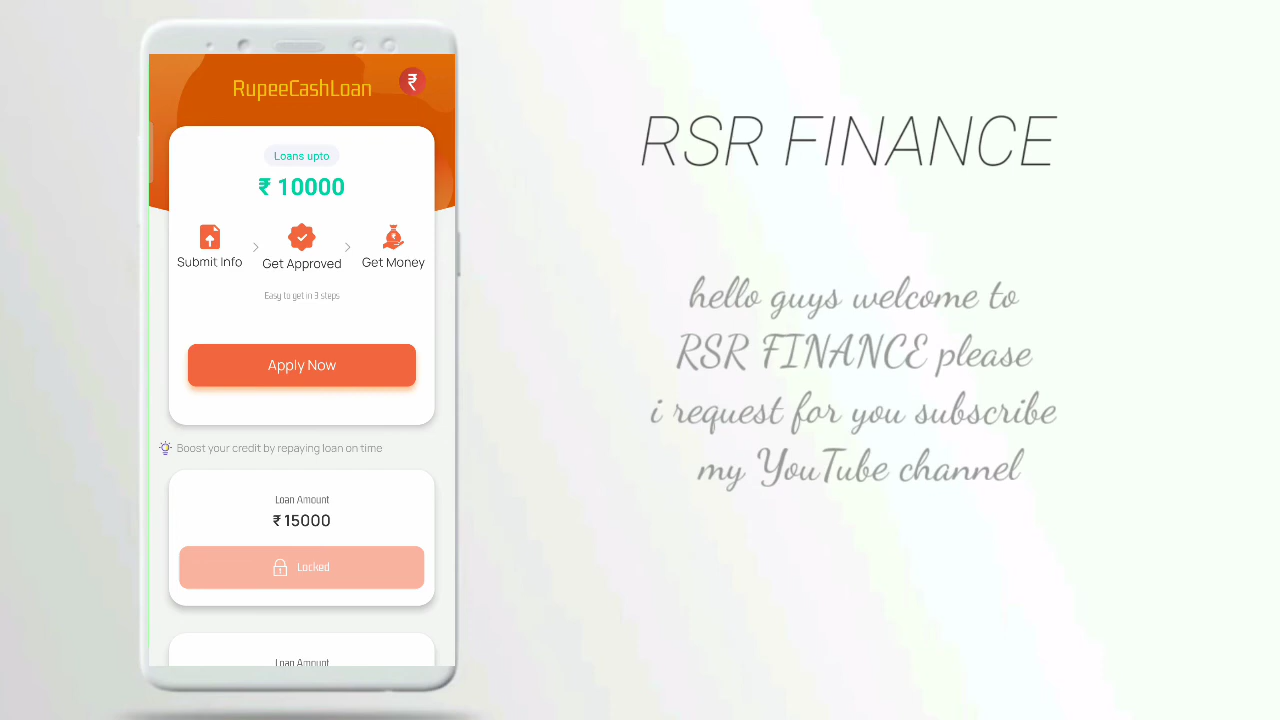 RupeeCashLoan
₹
Loans upto
₹ 10000
Submit Info
Get Approved
Get Money
Easy to get in 3 steps
Apply Now
Boost your credit by repaying loan on time
Loan Amount
₹ 15000
Locked
Loan Amount
RSR FINANCE
hello guys welcome to
RSR FINANCE please
i request for you subscribe
my YouTube channel